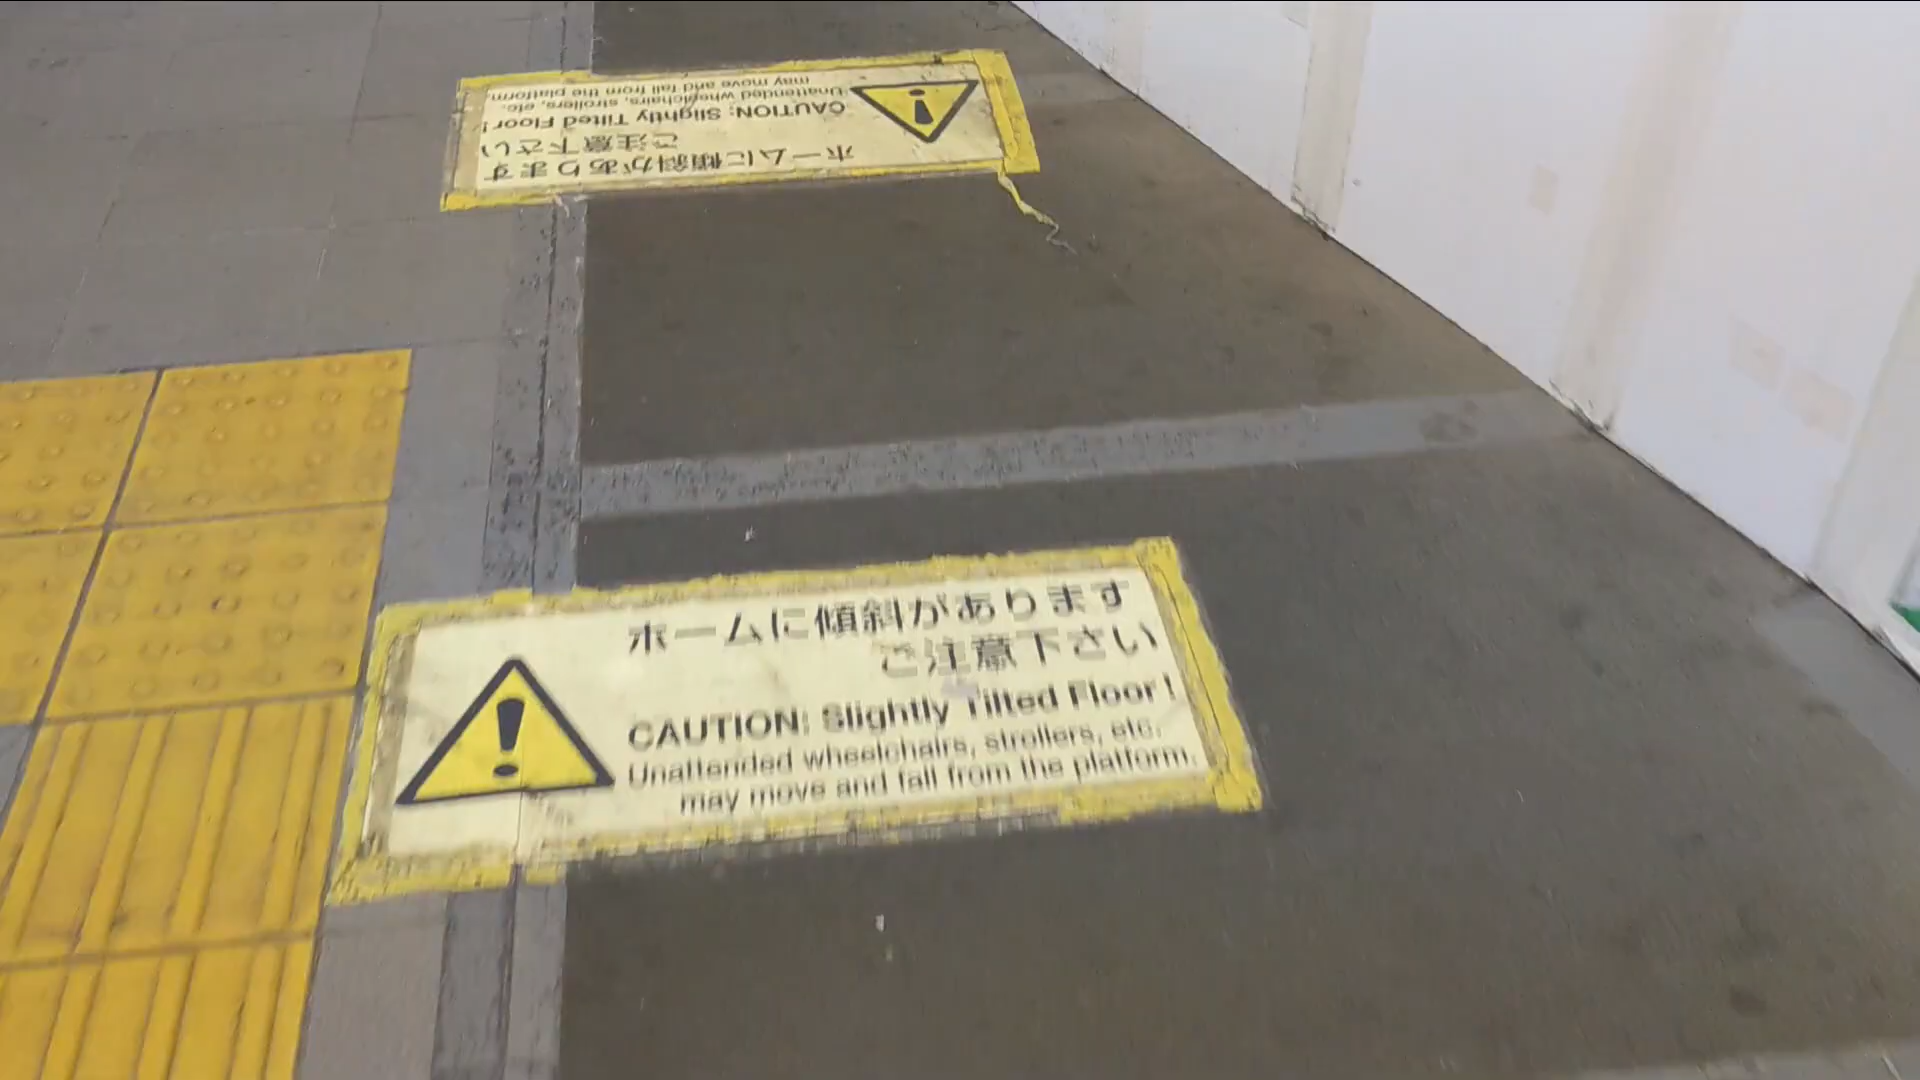 ホームに傾斜があります
ご注意下さい
CAUTION: Slightly Tilted Floor!
Unattended wheelchairs, strollers, etc.
may move and fall from the platform.
ホームに傾斜があります
ご注意下さい
CAUTION: Slightly Tilted Floor!
Unattended wheelchairs, strollers, etc.
may move and fall from the platform.